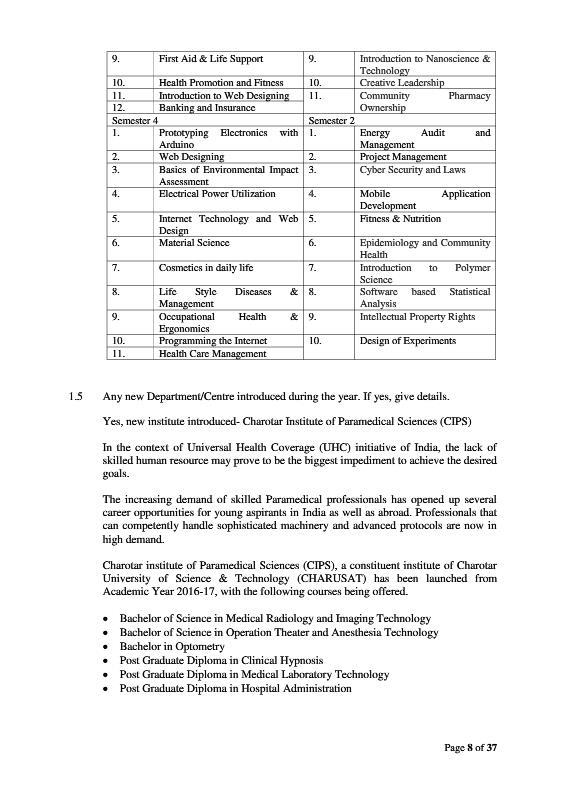 9. First Aid & Life Support 9. Introduction to Nanoscience &
Technology
10. Health Promotion and Fitness 10. Creative Leadership
11. Introduction to Web Designing 11. Community Pharmacy
12. Banking and Insurance Ownership
Semester 4 Semester 2
1. Prototyping Electronics with 1. Energy Audit and
Arduino Management
2. Web Designing 2. Project Management
3. Basics of Environmental Impact 3. Cyber Security and Laws
Assessment
4. Electrical Power Utilization 4. Mobile Application
Development
5. Internet Technology and Web 5. Fitness & Nutrition
Design
6. Material Science 6. Epidemiology and Community
Health
7. Cosmetics in daily life 7. Introduction to Polymer
Science
8. Life Style Diseases & 8. Software based Statistical
Management Analysis
9. Occupational Health & 9. Intellectual Property Rights
Ergonomics
10. Programming the Internet 10. Design of Experiments
11. Health Care Management
1.5 Any new Department/Centre introduced during the year. If yes, give details.
Yes, new institute introduced- Charotar Institute of Paramedical Sciences (CIPS)
In the context of Universal Health Coverage (UHC) initiative of India, the lack of
skilled human resource may prove to be the biggest impediment to achieve the desired
goals.
The increasing demand of skilled Paramedical professionals has opened up several
career opportunities for young aspirants in India as well as abroad. Professionals that
can competently handle sophisticated machinery and advanced protocols are now in
high demand.
Charotar institute of Paramedical Sciences (CIPS), a constituent institute of Charotar
University of Science & Technology (CHARUSAT) has been launched from
Academic Year 2016-17, with the following courses being offered.
• Bachelor of Science in Medical Radiology and Imaging Technology
• Bachelor of Science in Operation Theater and Anesthesia Technology
• Bachelor in Optometry
• Post Graduate Diploma in Clinical Hypnosis
• Post Graduate Diploma in Medical Laboratory Technology
• Post Graduate Diploma in Hospital Administration
Page 8 of 37